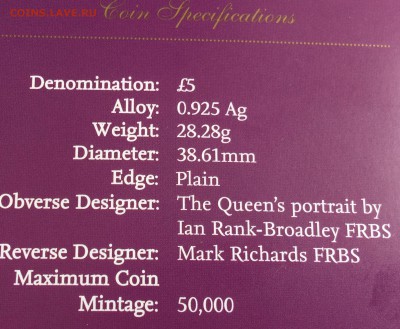 COINS.LAVE.RU
Coin Specifications
Denomination: £5
Alloy: 0.925 Ag
Weight: 28.28g
Diameter: 38.61mm
Edge: Plain
Obverse Designer: The Queen's portrait by
Ian Rank-Broadley FRBS
Reverse Designer: Mark Richards FRBS
Maximum Coin
Mintage: 50,000